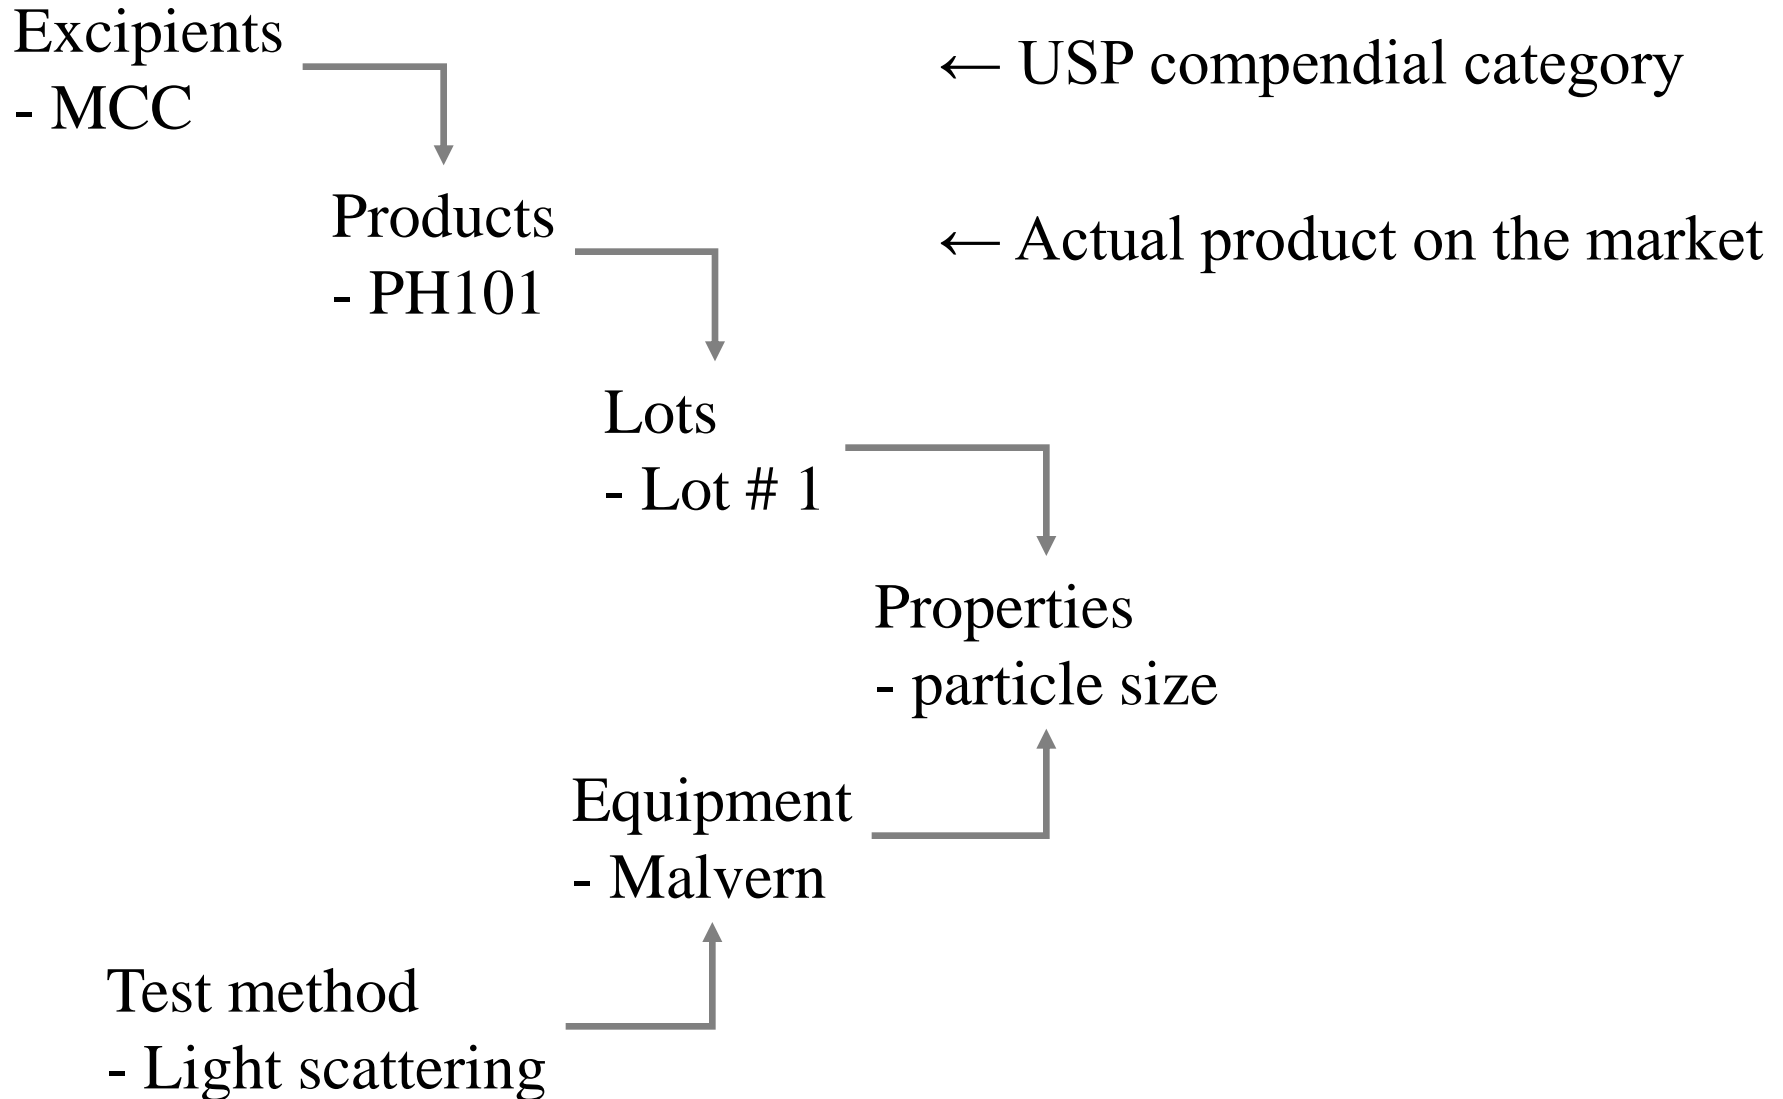 Excipients
- MCC
← USP compendial category
Products
- PH101
← Actual product on the market
Lots
- Lot # 1
Properties
- particle size
Equipment
- Malvern
Test method
- Light scattering